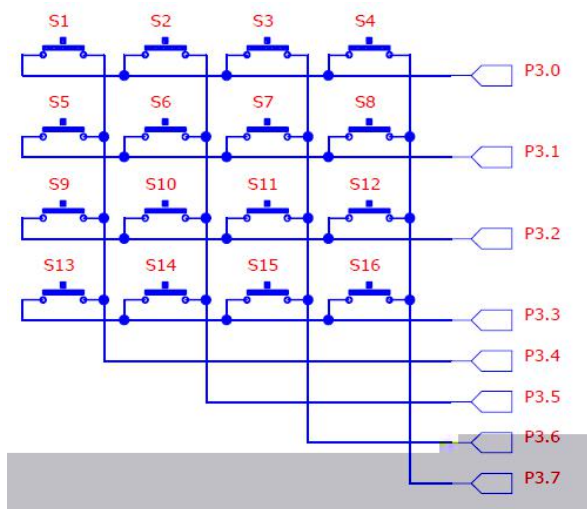 S1 S2 S3 S4
P3.0
S5 S6 S7 S8
P3.1
S9 S10 S11 S12
P3.2
S13 S14 S15 S16
P3.3
P3.4
P3.5
P3.6
P3.7